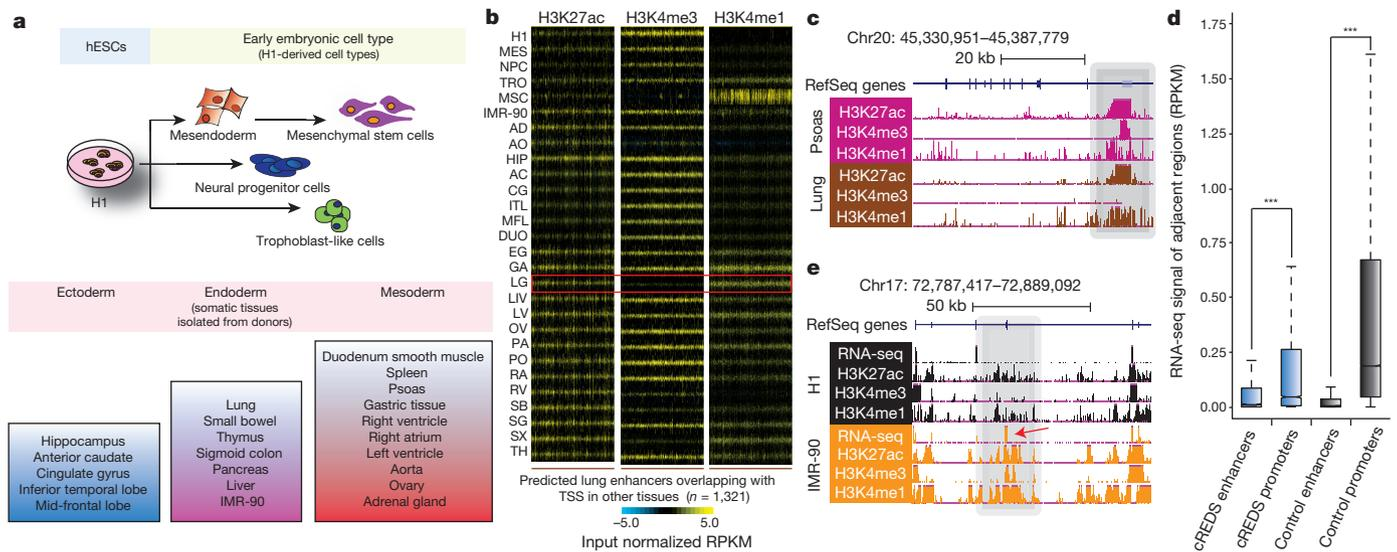 a
hESCs
Early embryonic cell type
(H1-derived cell types)
Mesendoderm
Mesenchymal stem cells
Neural progenitor cells
H1
Trophoblast-like cells
Ectoderm
Endoderm
(somatic tissues
isolated from donors)
Mesoderm
Hippocampus
Anterior caudate
Cingulate gyrus
Inferior temporal lobe
Mid-frontal lobe
Lung
Small bowel
Thymus
Sigmoid colon
Pancreas
Liver
IMR-90
Duodenum smooth muscle
Spleen
Psoas
Gastric tissue
Right ventricle
Right atrium
Left ventricle
Aorta
Ovary
Adrenal gland
b
H3K27ac H3K4me3 H3K4me1
H1
MES
NPC
TRO
MSC
IMR-90
AD
AO
HIP
AC
CG
ITL
MFL
DUO
EG
GA
LG
LIV
LV
OV
PA
PO
RA
RV
SB
SG
SX
TH
Predicted lung enhancers overlapping with
TSS in other tissues (n = 1,321)
−5.0 5.0
Input normalized RPKM
c
Chr20: 45,330,951–45,387,779
20 kb
RefSeq genes
Psoas
H3K27ac
H3K4me3
H3K4me1
Lung
H3K27ac
H3K4me3
H3K4me1
e
Chr17: 72,787,417–72,889,092
50 kb
RefSeq genes
H1
RNA-seq
H3K27ac
H3K4me3
H3K4me1
IMR-90
RNA-seq
H3K27ac
H3K4me3
H3K4me1
d
RNA-seq signal of adjacent regions (RPKM)
1.75
1.50
1.25
1.00
0.75
0.50
0.25
0.00
***
***
cREDS enhancers
cREDS promoters
Control enhancers
Control promoters